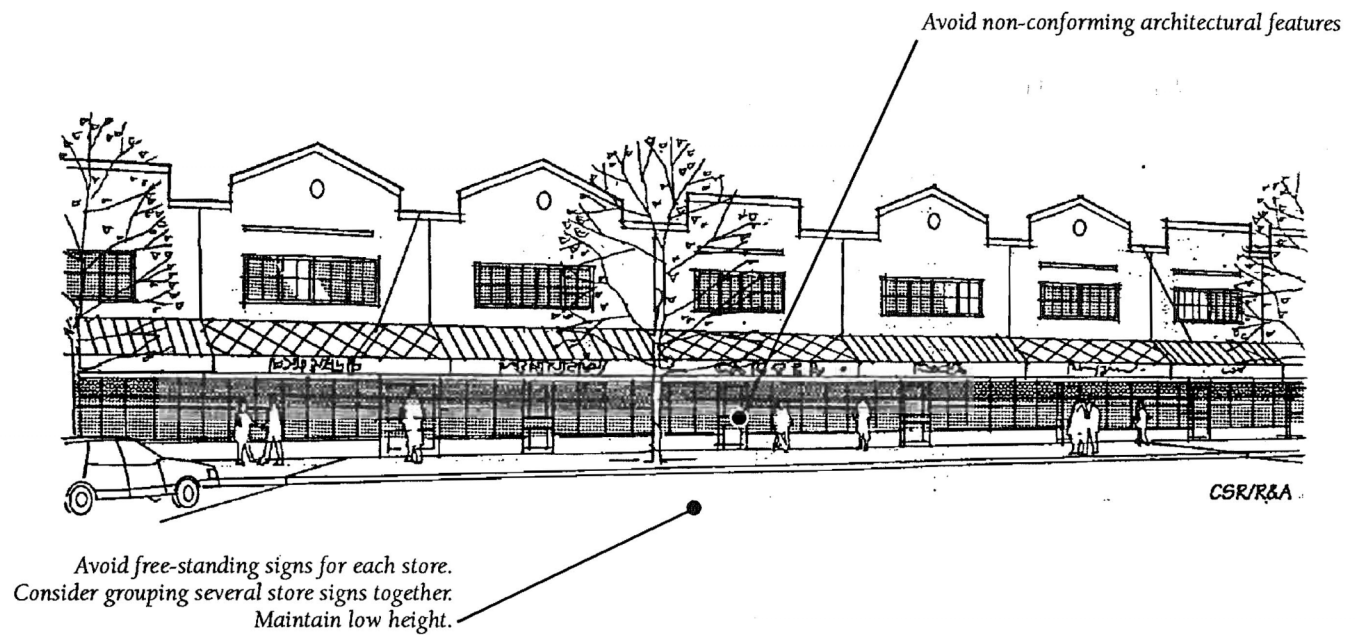 Avoid non-conforming architectural features
CSR/R&A
Avoid free-standing signs for each store.
Consider grouping several store signs together.
Maintain low height.